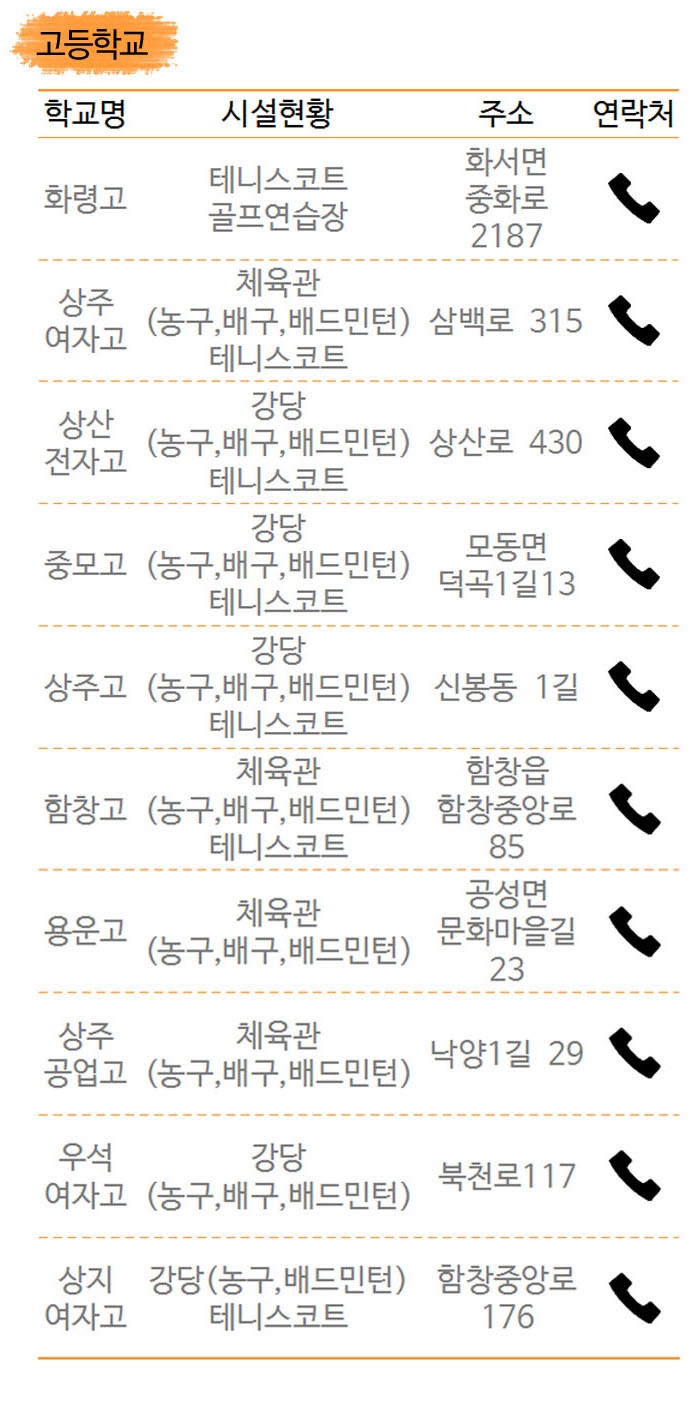 고등학교
학교명 시설현황 주소 연락처
화령고
테니스코트
골프연습장
화서면
중화로
2187
상주
여자고
체육관
(농구,배구,배드민턴)
테니스코트
삼백로 315
상산
전자고
강당
(농구,배구,배드민턴)
테니스코트
상산로 430
중모고
강당
(농구,배구,배드민턴)
테니스코트
모동면
덕곡1길13
상주고
강당
(농구,배구,배드민턴)
테니스코트
신봉동 1길
함창고
체육관
(농구,배구,배드민턴)
테니스코트
함창읍
함창중앙로
85
용운고
체육관
(농구,배구,배드민턴)
공성면
문화마을길
23
상주
공업고
체육관
(농구,배구,배드민턴)
낙양1길 29
우석
여자고
강당
(농구,배구,배드민턴)
북천로117
상지
여자고
강당(농구,배드민턴)
테니스코트
함창중앙로
176